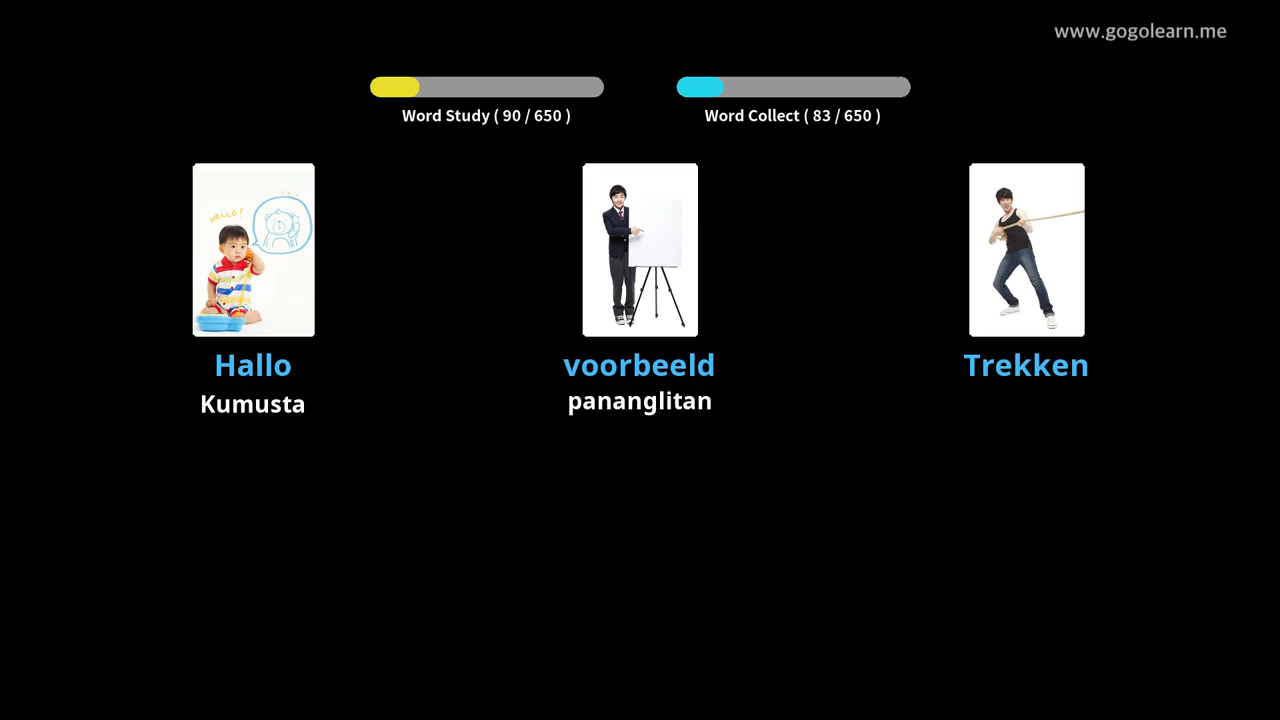 www.gogolearn.me
Word Study ( 90 / 650 )
Word Collect ( 83 / 650 )
HELLO?
Hallo
voorbeeld
Trekken
Kumusta
pananglitan